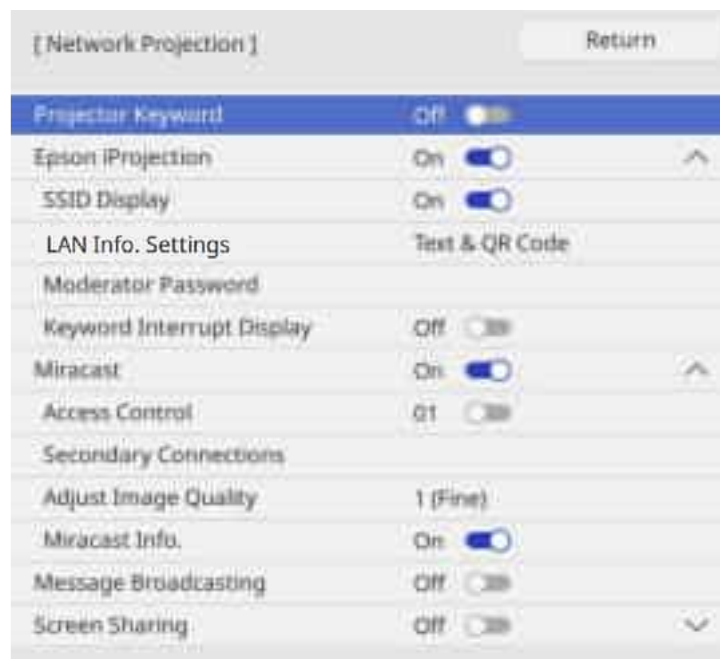 [ Network Projection ] Return
Projector Keyword Off
Epson iProjection On
SSID Display On
LAN Info. Settings Text & QR Code
Moderator Password
Keyword Interrupt Display Off
Miracast On
Access Control 01
Secondary Connections
Adjust Image Quality 1 (Fine)
Miracast Info. On
Message Broadcasting Off
Screen Sharing Off